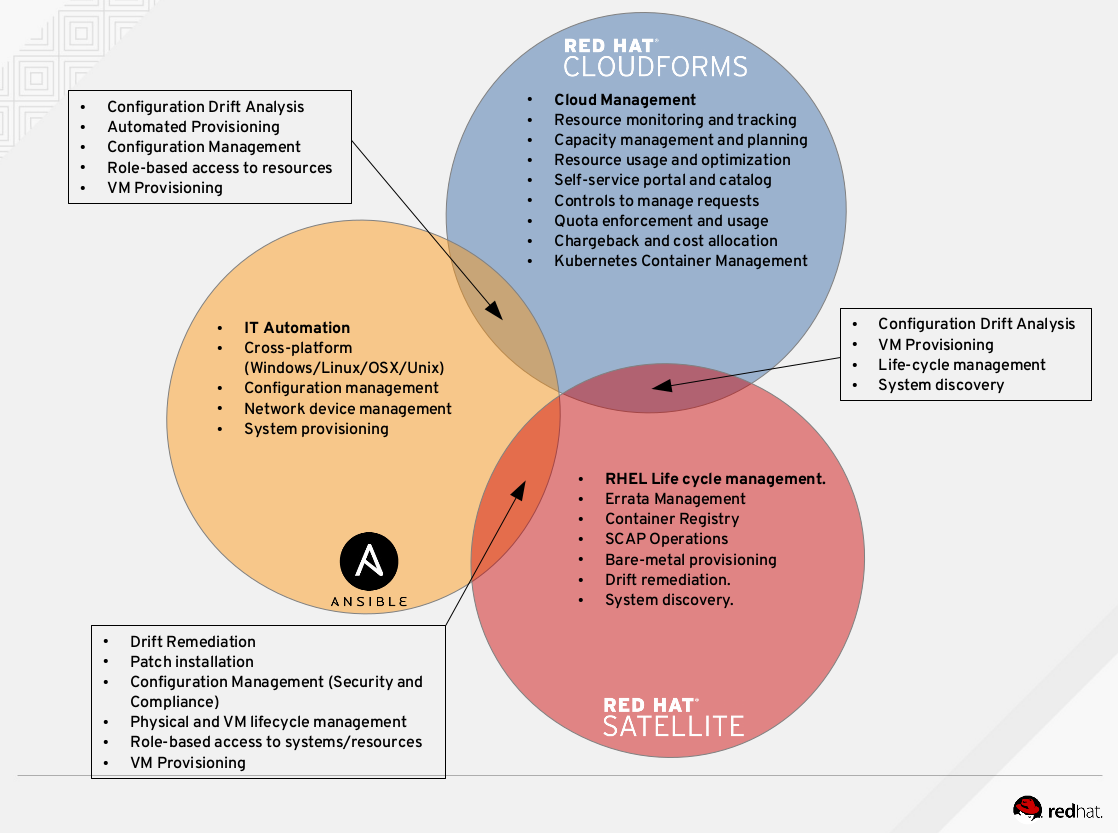 RED HAT®
CLOUDFORMS
• Cloud Management
• Resource monitoring and tracking
• Capacity management and planning
• Resource usage and optimization
• Self-service portal and catalog
• Controls to manage requests
• Quota enforcement and usage
• Chargeback and cost allocation
• Kubernetes Container Management
• Configuration Drift Analysis
• Automated Provisioning
• Configuration Management
• Role-based access to resources
• VM Provisioning
• IT Automation
• Cross-platform
(Windows/Linux/OSX/Unix)
• Configuration management
• Network device management
• System provisioning
ANSIBLE
• Configuration Drift Analysis
• VM Provisioning
• Life-cycle management
• System discovery
• RHEL Life cycle management.
• Errata Management
• Container Registry
• SCAP Operations
• Bare-metal provisioning
• Drift remediation.
• System discovery.
RED HAT®
SATELLITE
• Drift Remediation
• Patch installation
• Configuration Management (Security and
Compliance)
• Physical and VM lifecycle management
• Role-based access to systems/resources
• VM Provisioning
redhat.